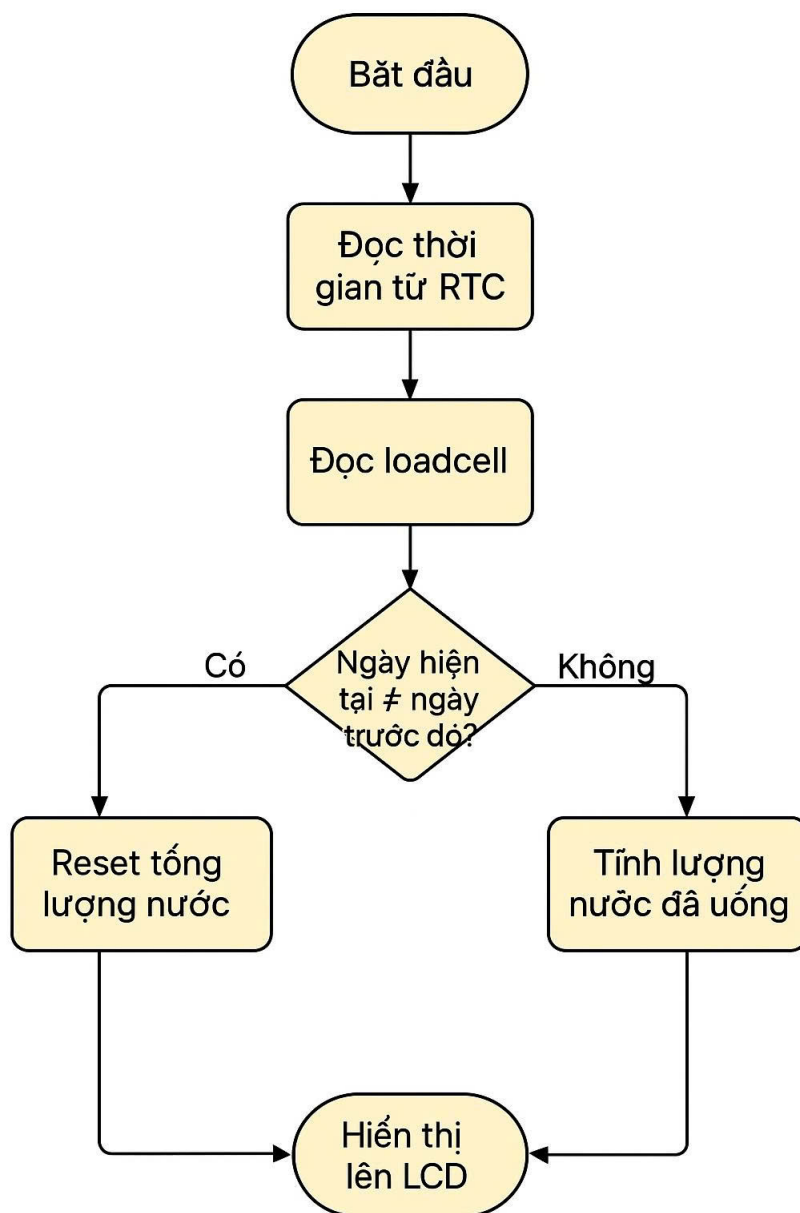 Băt đầu
Đọc thời
gian từ RTC
Đọc loadcell
Có
Ngày hiện
tại ≠ ngày
trước dó?
Không
Reset tống
lượng nước
Tĩnh lượng
nước đâ uống
Hiển thị
lên LCD